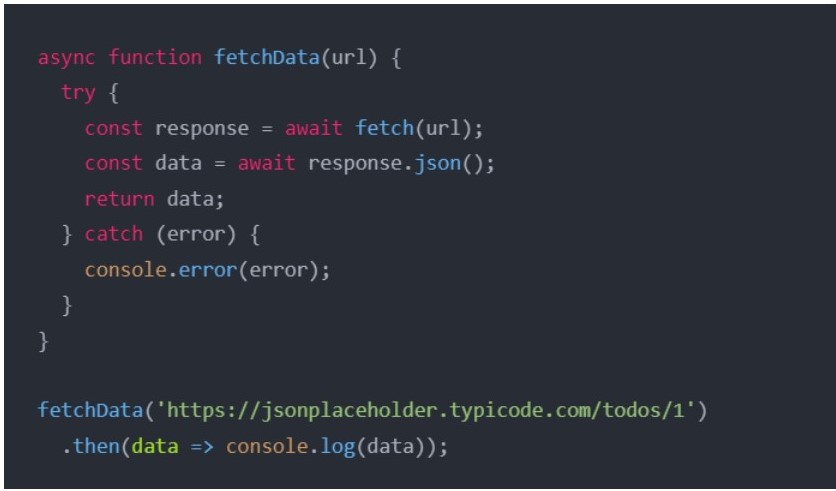 async function fetchData(url) {
  try {
    const response = await fetch(url);
    const data = await response.json();
    return data;
  } catch (error) {
    console.error(error);
  }
}

fetchData('https://jsonplaceholder.typicode.com/todos/1')
  .then(data => console.log(data));